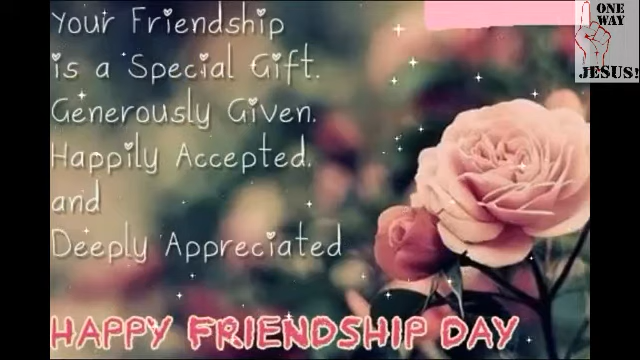 Your Friendship
is a Special Gift.
Generously Given.
Happily Accepted.
and
Deeply Appreciated
HAPPY FRIENDSHIP DAY
ONE
WAY
JESUS!